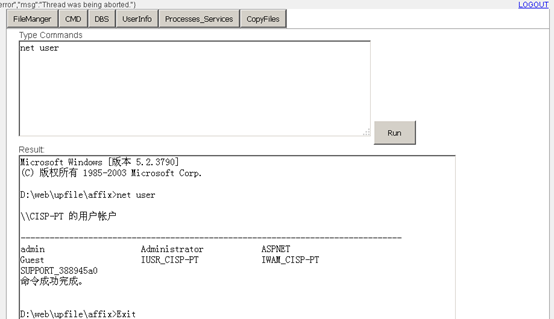 error","msg":"Thread was being aborted.")
LOGOUT
FileManger CMD DBS UserInfo Processes_Services CopyFiles
Type Commands
net user
Run
Result:
Microsoft Windows [版本 5.2.3790]
(C) 版权所有 1985-2003 Microsoft Corp.
D:\web\upfile\affix>net user
\\CISP-PT 的用户帐户
-------------------------------------------------------------------------------
admin Administrator ASPNET
Guest IUSR_CISP-PT IWAM_CISP-PT
SUPPORT_388945a0
命令成功完成。
D:\web\upfile\affix>Exit